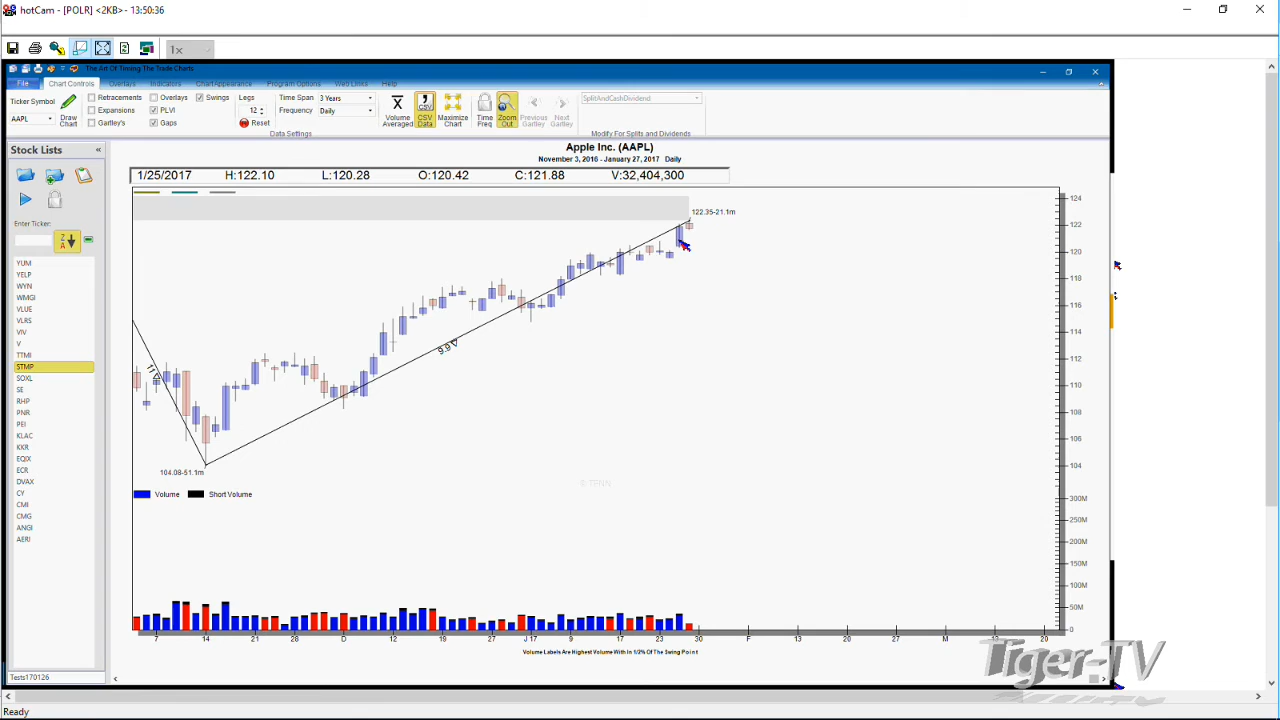 hotCam - [POLR] <2KB>- 13:50:36
1x
The Art Of Timing The Trade Charts
File Chart Controls Overlays Indicators Chart Appearance Program Options Web Links Help
Ticker Symbol
AAPL
Draw
Chart
Retracements
Expansions
Gartley's
Overlays
PLVI
Gaps
Swings
Legs
12
Reset
Time Span 3 Years
Frequency Daily
Data Settings
Volume
Averaged
CSV
Data
Maximize
Chart
Time
Freq
Zoom
Out
Previous
Gartley
Next
Gartley
SplitAndCashDividend
Modify For Splits and Dividends
Stock Lists
Enter Ticker:
YUM
YELP
WYN
WMGI
VLUE
VLRS
VIV
V
TTMI
STMP
SOXL
SE
RHP
PNR
PEI
KLAC
KKR
EQIX
ECR
DVAX
CY
CMI
CMG
ANGI
AERI
Tests170126
Apple Inc. (AAPL)
November 3, 2016 - January 27, 2017 Daily
1/25/2017 H:122.10 L:120.28 O:120.42 C:121.88 V:32,404,300
122.35-21.1m
9.9
11
104.08-51.1m
124
122
120
118
116
114
112
110
108
106
104
Volume Short Volume
© TFNN
300M
250M
200M
150M
100M
50M
0
7 14 21 28 D 12 19 27 J 17 9 17 23 30 F 13 20 27 M 13 20
Volume Labels Are Highest Volume With In 1/2% Of The Swing Point
Tiger-TV
Ready